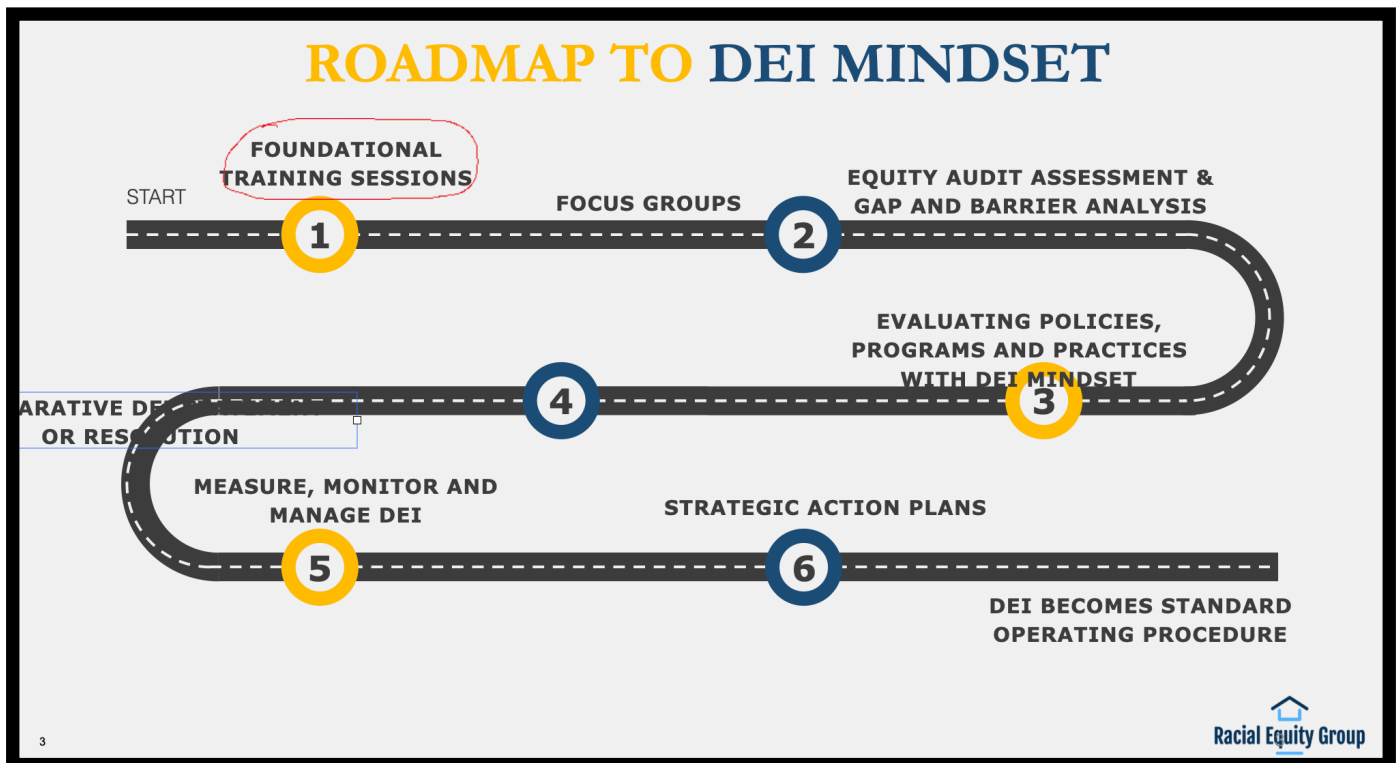 ROADMAP TO DEI MINDSET
FOUNDATIONAL
TRAINING SESSIONS
START
FOCUS GROUPS
EQUITY AUDIT ASSESSMENT &
GAP AND BARRIER ANALYSIS
1
2
EVALUATING POLICIES,
PROGRAMS AND PRACTICES
WITH DEI MINDSET
3
4
ARATIVE
OR RESOLUTION
MEASURE, MONITOR AND
MANAGE DEI
STRATEGIC ACTION PLANS
5
6
DEI BECOMES STANDARD
OPERATING PROCEDURE
Racial Equity Group
3